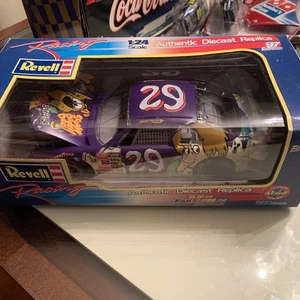 Coca-Cola
Revell
Racing
1:24
Scale
Authentic Diecast Replica
97
29
29
Revell
Racing
Authentic Diecast Replica